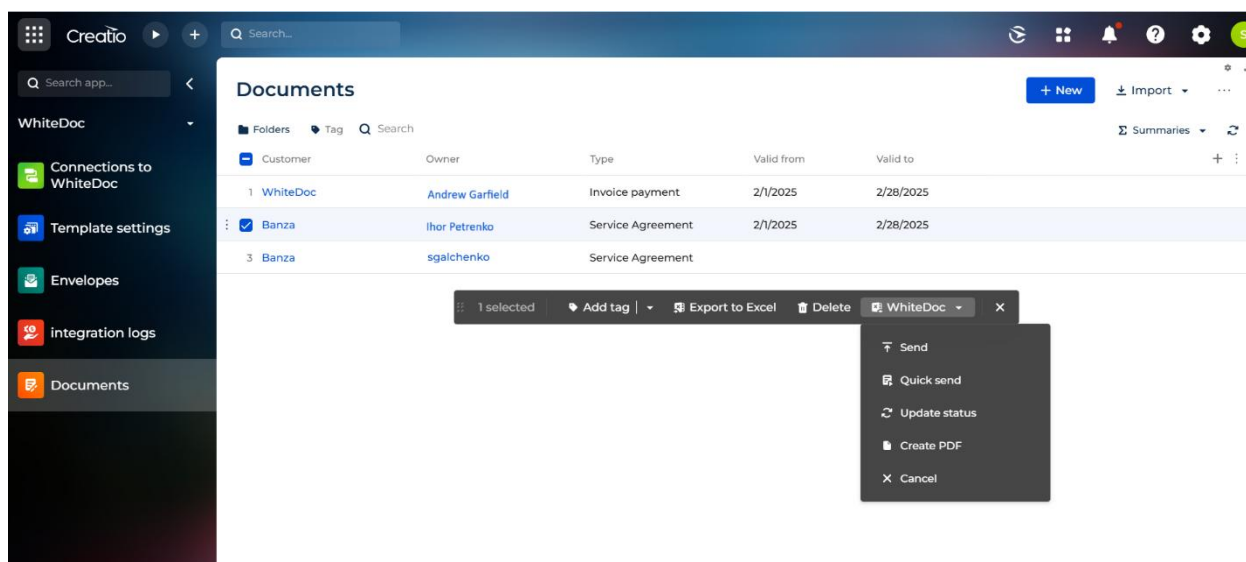 Creatio
Search...
Search app...
WhiteDoc
Connections to
WhiteDoc
Template settings
Envelopes
integration logs
Documents
Documents
+ New
Import
Folders Tag Search
Σ Summaries
Customer Owner Type Valid from Valid to
1 WhiteDoc Andrew Garfield Invoice payment 2/1/2025 2/28/2025
Banza Ihor Petrenko Service Agreement 2/1/2025 2/28/2025
3 Banza sgalchenko Service Agreement
1 selected Add tag Export to Excel Delete WhiteDoc
Send
Quick send
Update status
Create PDF
Cancel